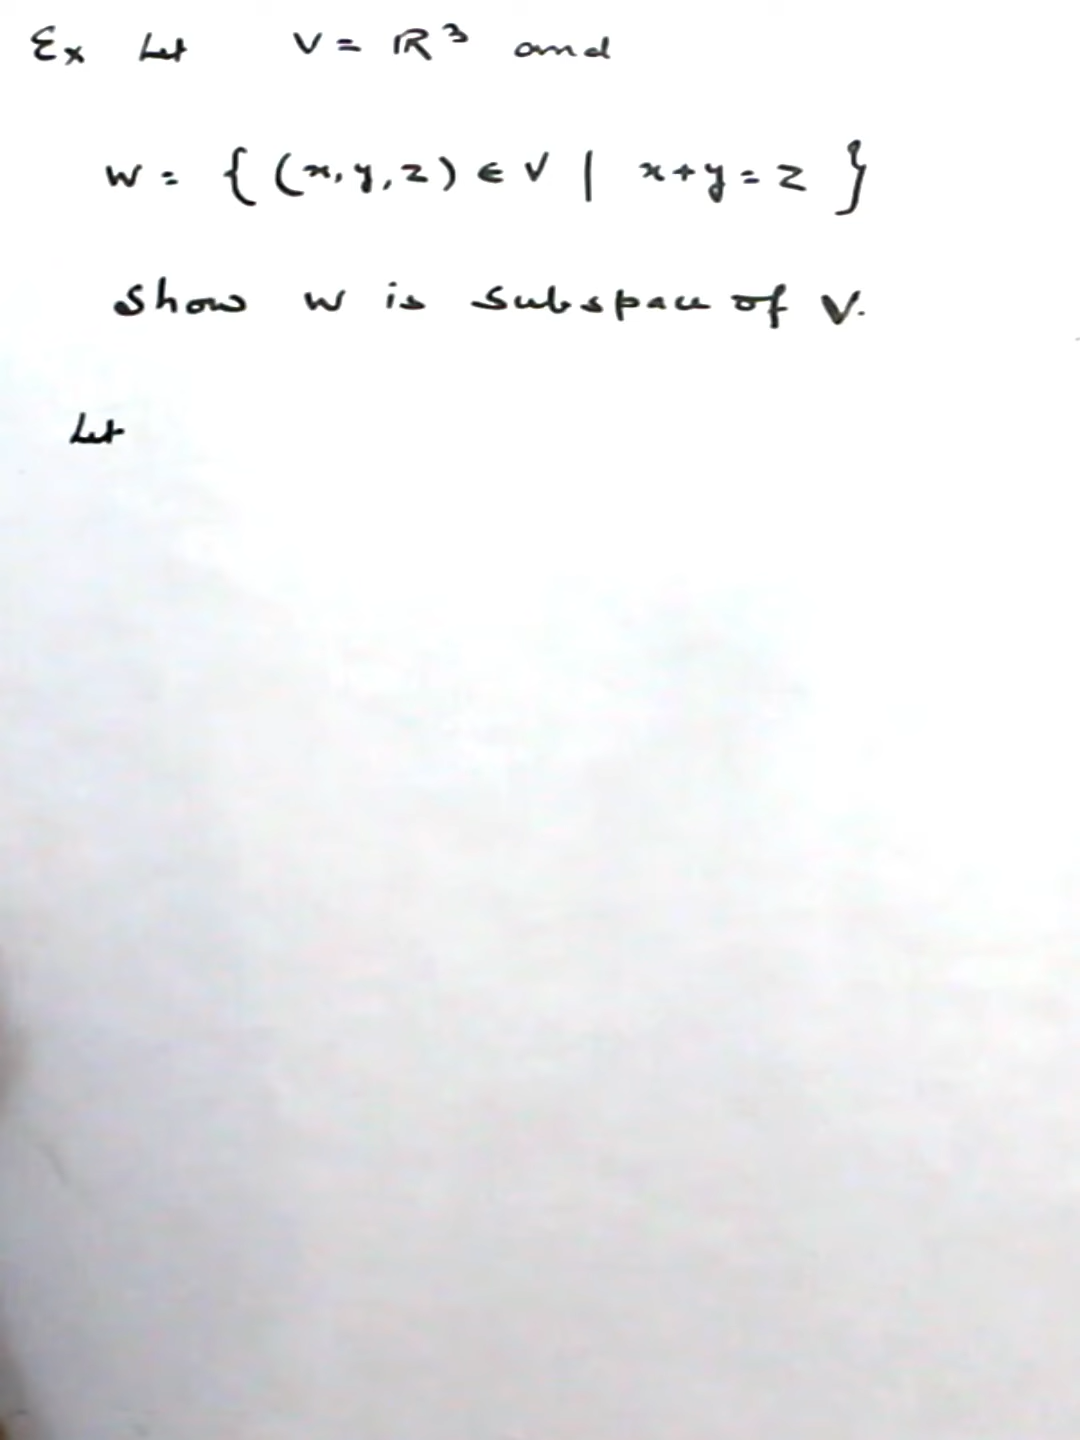 Ex Let V = ℝ³ and
W = { (x, y, z) ∈ V | x+y = z }
Show W is Subspace of V.
Let